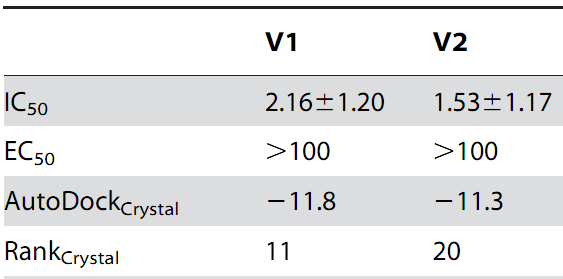 V1 V2
IC50 2.16±1.20 1.53±1.17
EC50 >100 >100
AutoDockCrystal −11.8 −11.3
RankCrystal 11 20